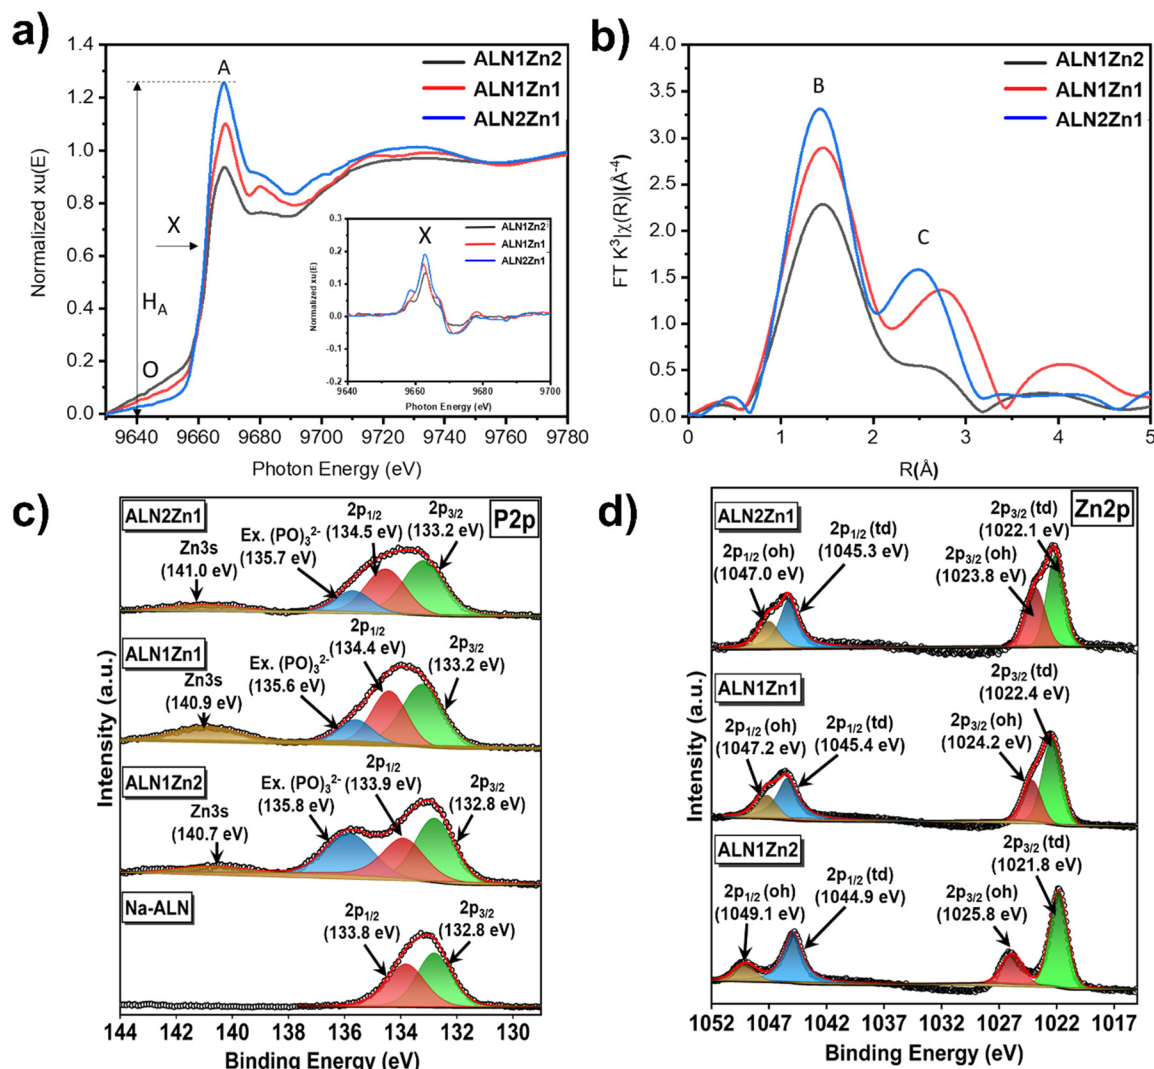 a)
1.4
1.2
1.0
0.8
0.6
0.4
0.2
0.0
Normalized xu(E)
A
X
H_A
O
ALN1Zn2
ALN1Zn1
ALN2Zn1
9640 9660 9680 9700 9720 9740 9760 9780
Photon Energy (eV)
0.3
0.2
0.1
0.0
-0.1
-0.2
Normalized xu(E)
X
ALN1Zn2
ALN1Zn1
ALN2Zn1
9640 9660 9680 9700
Photon Energy (eV)
b)
4.0
3.5
3.0
2.5
2.0
1.5
1.0
0.5
0.0
FT K³|χ(R)|(Å⁻⁴)
B
C
ALN1Zn2
ALN1Zn1
ALN2Zn1
0 1 2 3 4 5
R(Å)
c)
P2p
Intensity (a.u.)
ALN2Zn1
Zn3s
(141.0 eV)
Ex. (PO)₃²⁻
(135.7 eV)
2p₁/₂
(134.5 eV)
2p₃/₂
(133.2 eV)
ALN1Zn1
Zn3s
(140.9 eV)
Ex. (PO)₃²⁻
(135.6 eV)
2p₁/₂
(134.4 eV)
2p₃/₂
(133.2 eV)
ALN1Zn2
Zn3s
(140.7 eV)
Ex. (PO)₃²⁻
(135.8 eV)
2p₁/₂
(133.9 eV)
2p₃/₂
(132.8 eV)
Na-ALN
2p₁/₂
(133.8 eV)
2p₃/₂
(132.8 eV)
144 142 140 138 136 134 132 130
Binding Energy (eV)
d)
Zn2p
Intensity (a.u.)
ALN2Zn1
2p₁/₂ (oh)
(1047.0 eV)
2p₁/₂ (td)
(1045.3 eV)
2p₃/₂ (oh)
(1023.8 eV)
2p₃/₂ (td)
(1022.1 eV)
ALN1Zn1
2p₁/₂ (oh)
(1047.2 eV)
2p₁/₂ (td)
(1045.4 eV)
2p₃/₂ (oh)
(1024.2 eV)
2p₃/₂ (td)
(1022.4 eV)
ALN1Zn2
2p₁/₂ (oh)
(1049.1 eV)
2p₁/₂ (td)
(1044.9 eV)
2p₃/₂ (oh)
(1025.8 eV)
2p₃/₂ (td)
(1021.8 eV)
1052 1047 1042 1037 1032 1027 1022 1017
Binding Energy (eV)